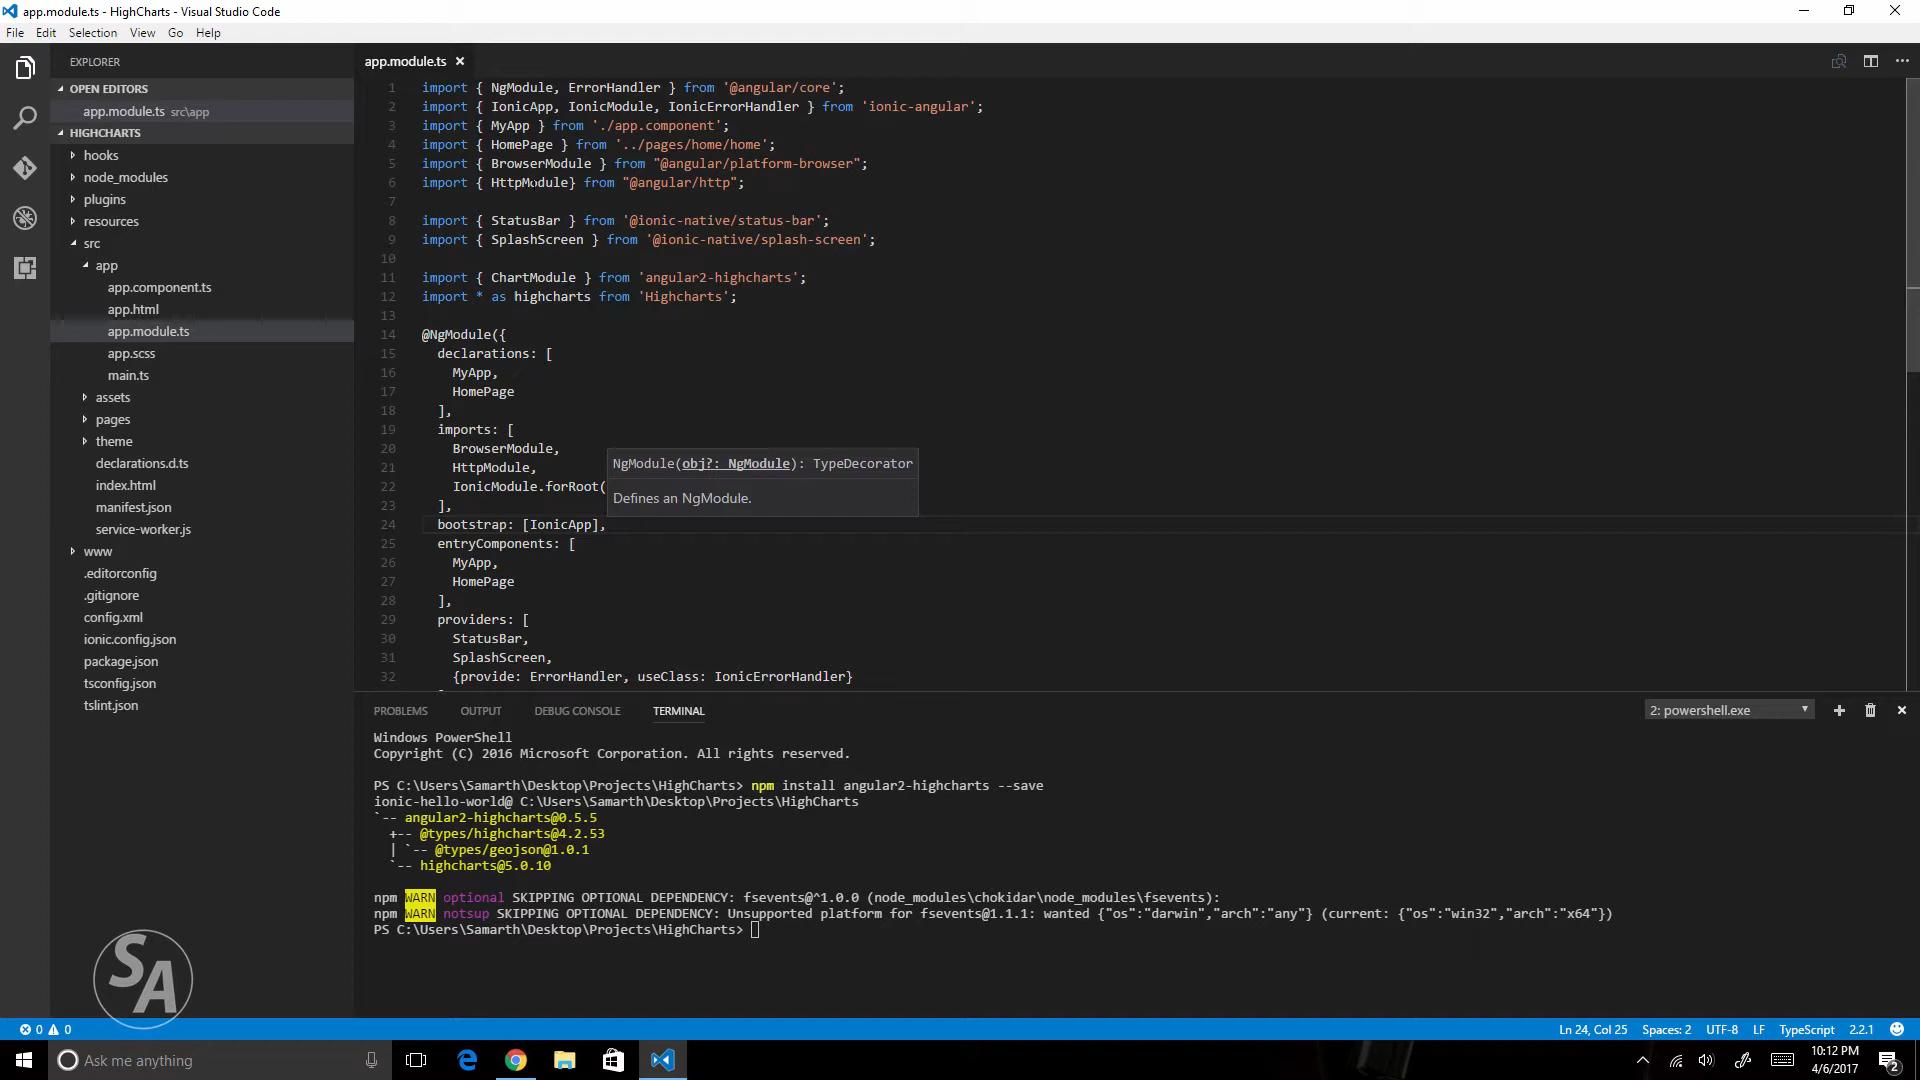 app.module.ts - HighCharts - Visual Studio Code
File Edit Selection View Go Help
EXPLORER
OPEN EDITORS
app.module.ts src\app
HIGHCHARTS
hooks
node_modules
plugins
resources
src
app
app.component.ts
app.html
app.module.ts
app.scss
main.ts
assets
pages
theme
declarations.d.ts
index.html
manifest.json
service-worker.js
www
.editorconfig
.gitignore
config.xml
ionic.config.json
package.json
tsconfig.json
tslint.json
SA
app.module.ts
1 import { NgModule, ErrorHandler } from '@angular/core';
2 import { IonicApp, IonicModule, IonicErrorHandler } from 'ionic-angular';
3 import { MyApp } from './app.component';
4 import { HomePage } from '../pages/home/home';
5 import { BrowserModule } from "@angular/platform-browser";
6 import { HttpModule} from "@angular/http";
7
8 import { StatusBar } from '@ionic-native/status-bar';
9 import { SplashScreen } from '@ionic-native/splash-screen';
10
11 import { ChartModule } from 'angular2-highcharts';
12 import * as highcharts from 'Highcharts';
13
14 @NgModule({
15 declarations: [
16 MyApp,
17 HomePage
18 ],
19 imports: [
20 BrowserModule,
21 HttpModule,
22 IonicModule.forRoot(
23 ],
24 bootstrap: [IonicApp],
25 entryComponents: [
26 MyApp,
27 HomePage
28 ],
29 providers: [
30 StatusBar,
31 SplashScreen,
32 {provide: ErrorHandler, useClass: IonicErrorHandler}
NgModule(obj?: NgModule): TypeDecorator
Defines an NgModule.
PROBLEMS OUTPUT DEBUG CONSOLE TERMINAL 2: powershell.exe
Windows PowerShell
Copyright (C) 2016 Microsoft Corporation. All rights reserved.
PS C:\Users\Samarth\Desktop\Projects\HighCharts> npm install angular2-highcharts --save
ionic-hello-world@ C:\Users\Samarth\Desktop\Projects\HighCharts
`-- angular2-highcharts@0.5.5
+-- @types/highcharts@4.2.53
| `-- @types/geojson@1.0.1
`-- highcharts@5.0.10
npm WARN optional SKIPPING OPTIONAL DEPENDENCY: fsevents@^1.0.0 (node_modules\chokidar\node_modules\fsevents):
npm WARN notsup SKIPPING OPTIONAL DEPENDENCY: Unsupported platform for fsevents@1.1.1: wanted {"os":"darwin","arch":"any"} (current: {"os":"win32","arch":"x64"})
PS C:\Users\Samarth\Desktop\Projects\HighCharts>
0 0 Ln 24, Col 25 Spaces: 2 UTF-8 LF TypeScript 2.2.1
Ask me anything 10:12 PM
4/6/2017 2